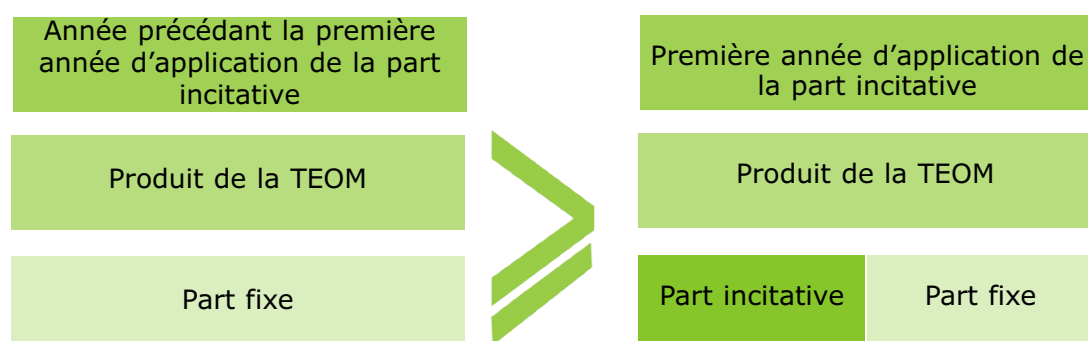 Année précédant la première
année d’application de la part
incitative
Première année d’application de
la part incitative
Produit de la TEOM
Produit de la TEOM
Part fixe
Part incitative
Part fixe